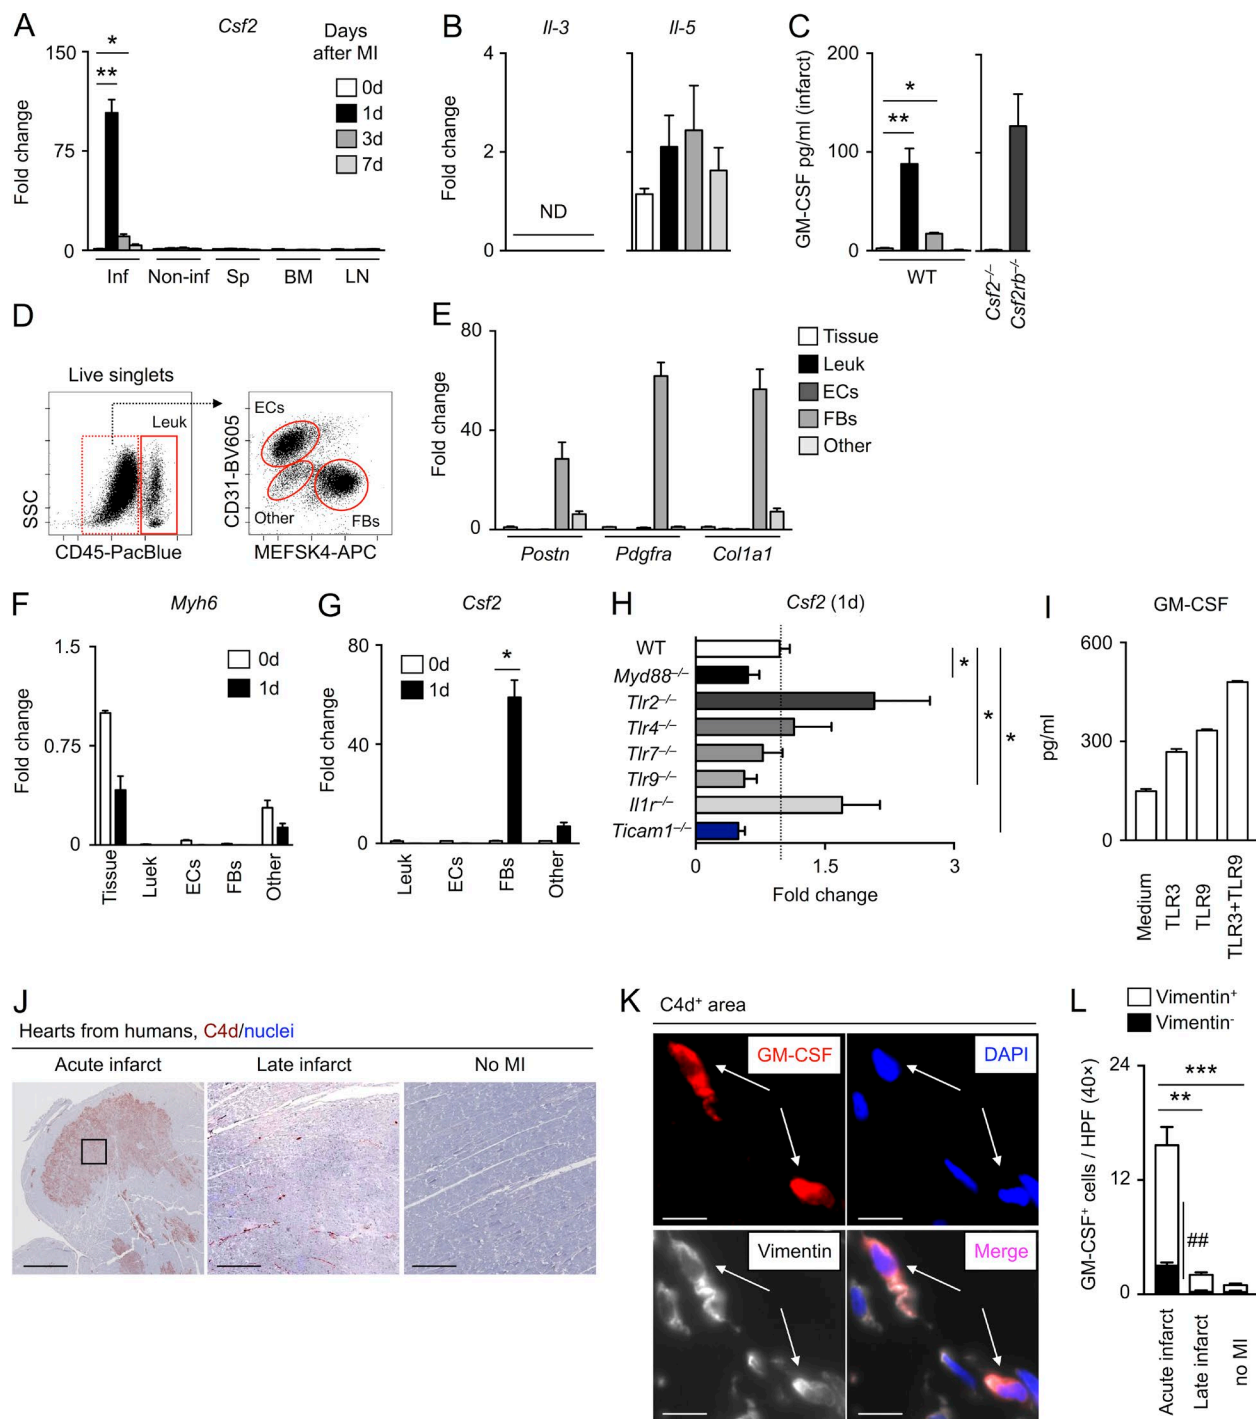 A
Csf2
Days
after MI
0d
1d
3d
7d
*
**
150
75
0
Fold change
Inf
Non-inf
Sp
BM
LN
B
Il-3
Il-5
4
2
0
Fold change
ND
C
200
100
0
GM-CSF pg/ml (infarct)
*
**
WT
Csf2–/–
Csf2rb–/–
D
Live singlets
Leuk
SSC
CD45-PacBlue
ECs
Other
FBs
CD31-BV605
MEFSK4-APC
E
80
40
0
Fold change
Tissue
Leuk
ECs
FBs
Other
Postn
Pdgfra
Col1a1
F
Myh6
0d
1d
1.5
0.75
0
Fold change
Tissue
Luek
ECs
FBs
Other
G
Csf2
0d
1d
*
80
40
0
Fold change
Leuk
ECs
FBs
Other
H
Csf2 (1d)
WT
Myd88–/–
Tlr2–/–
Tlr4–/–
Tlr7–/–
Tlr9–/–
Il1r–/–
Ticam1–/–
*
*
*
0
1.5
3
Fold change
I
GM-CSF
600
300
0
pg/ml
Medium
TLR3
TLR9
TLR3+TLR9
J
Hearts from humans, C4d/nuclei
Acute infarct
Late infarct
No MI
K
C4d+ area
GM-CSF
DAPI
Vimentin
Merge
L
Vimentin+
Vimentin-
24
12
0
GM-CSF+ cells / HPF (40×)
***
**
##
Acute infarct
Late infarct
no MI